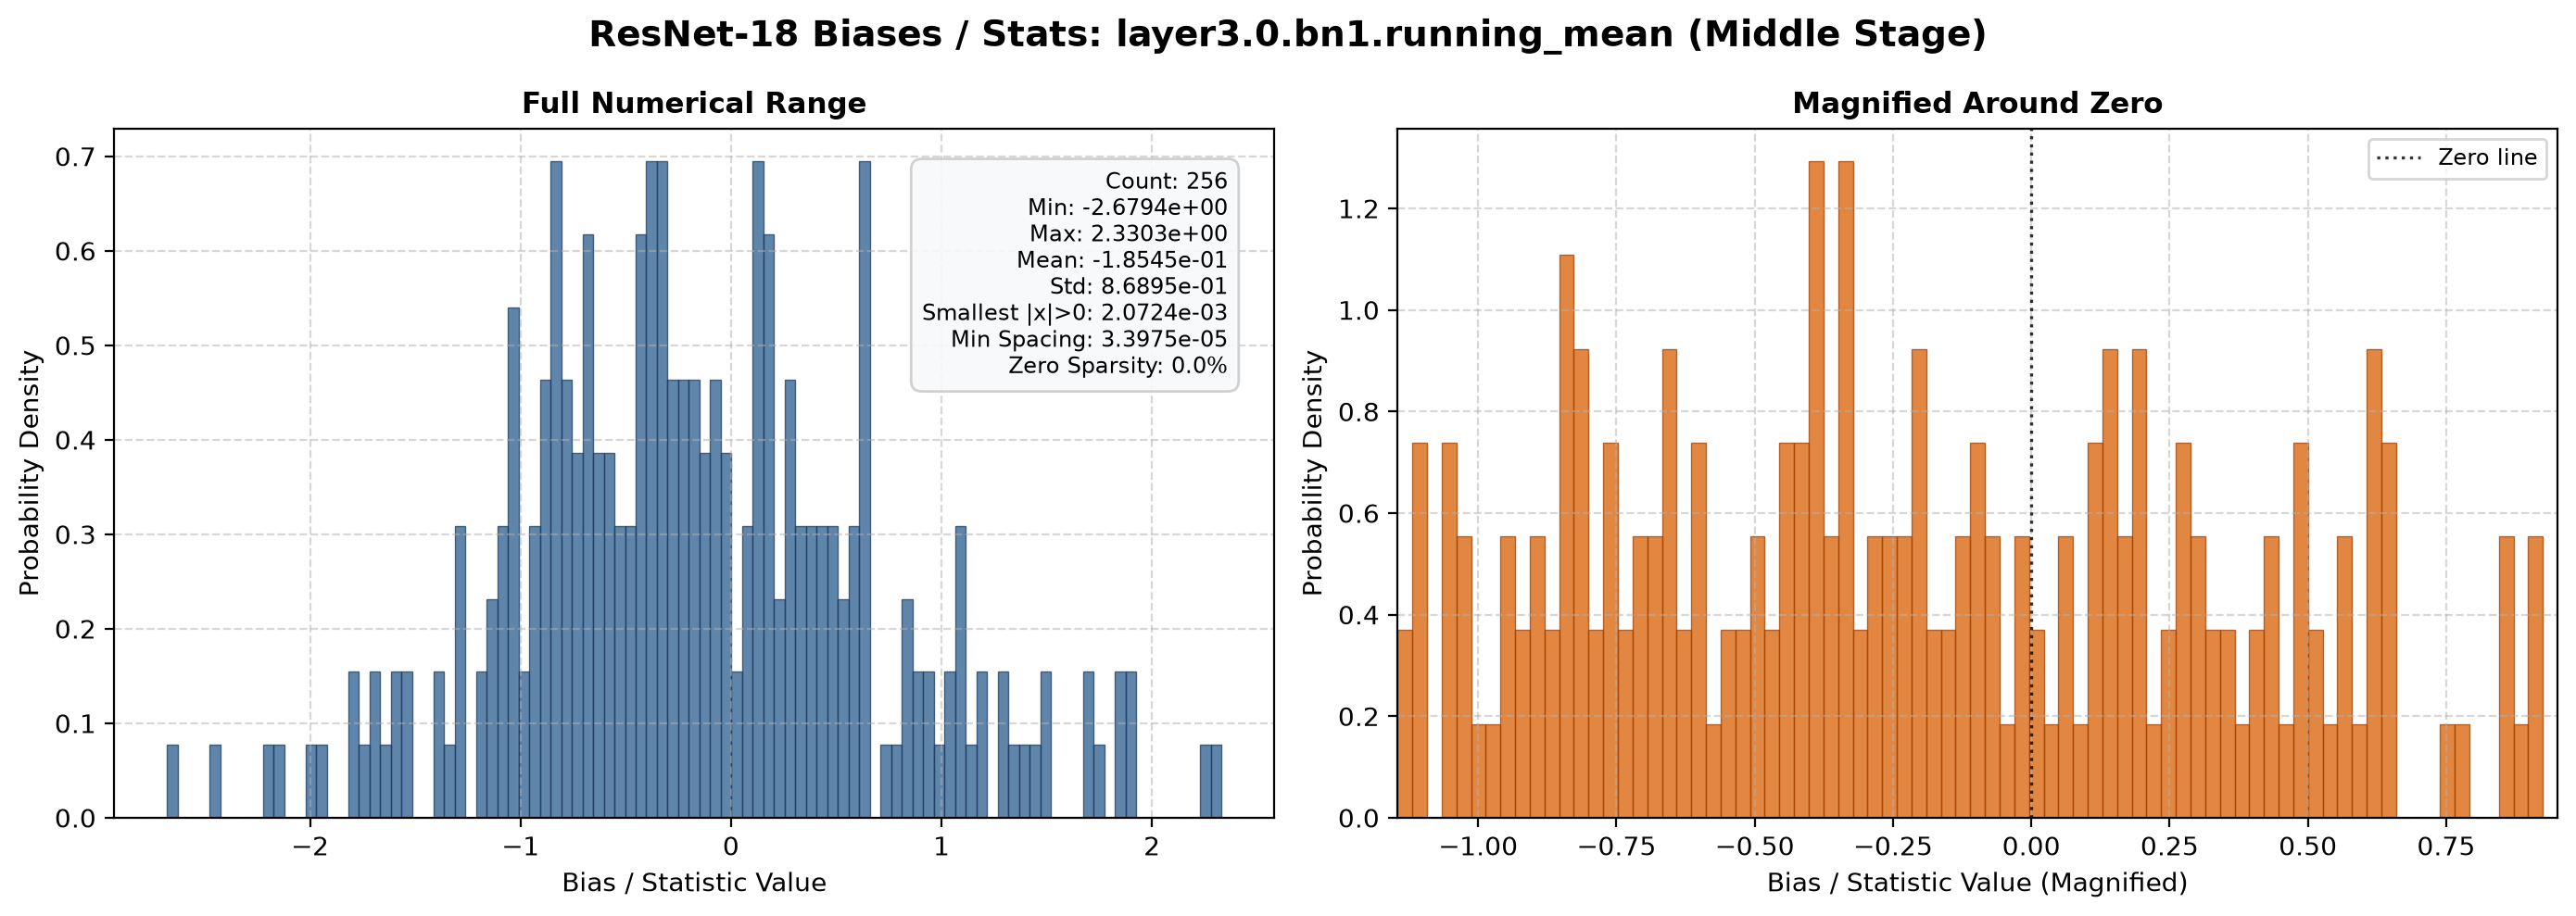 ResNet-18 Biases / Stats: layer3.0.bn1.running_mean (Middle Stage)
Full Numerical Range
Probability Density
0.7
0.6
0.5
0.4
0.3
0.2
0.1
0.0
Count: 256
Min: -2.6794e+00
Max: 2.3303e+00
Mean: -1.8545e-01
Std: 8.6895e-01
Smallest |x|>0: 2.0724e-03
Min Spacing: 3.3975e-05
Zero Sparsity: 0.0%
−2 −1 0 1 2
Bias / Statistic Value
Magnified Around Zero
Probability Density
1.2
1.0
0.8
0.6
0.4
0.2
0.0
Zero line
−1.00 −0.75 −0.50 −0.25 0.00 0.25 0.50 0.75
Bias / Statistic Value (Magnified)